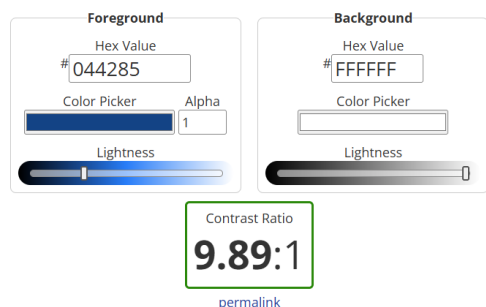 Foreground
Hex Value
#044285
Color Picker Alpha
1
Lightness
Background
Hex Value
#FFFFFF
Color Picker
Lightness
Contrast Ratio
9.89:1
permalink